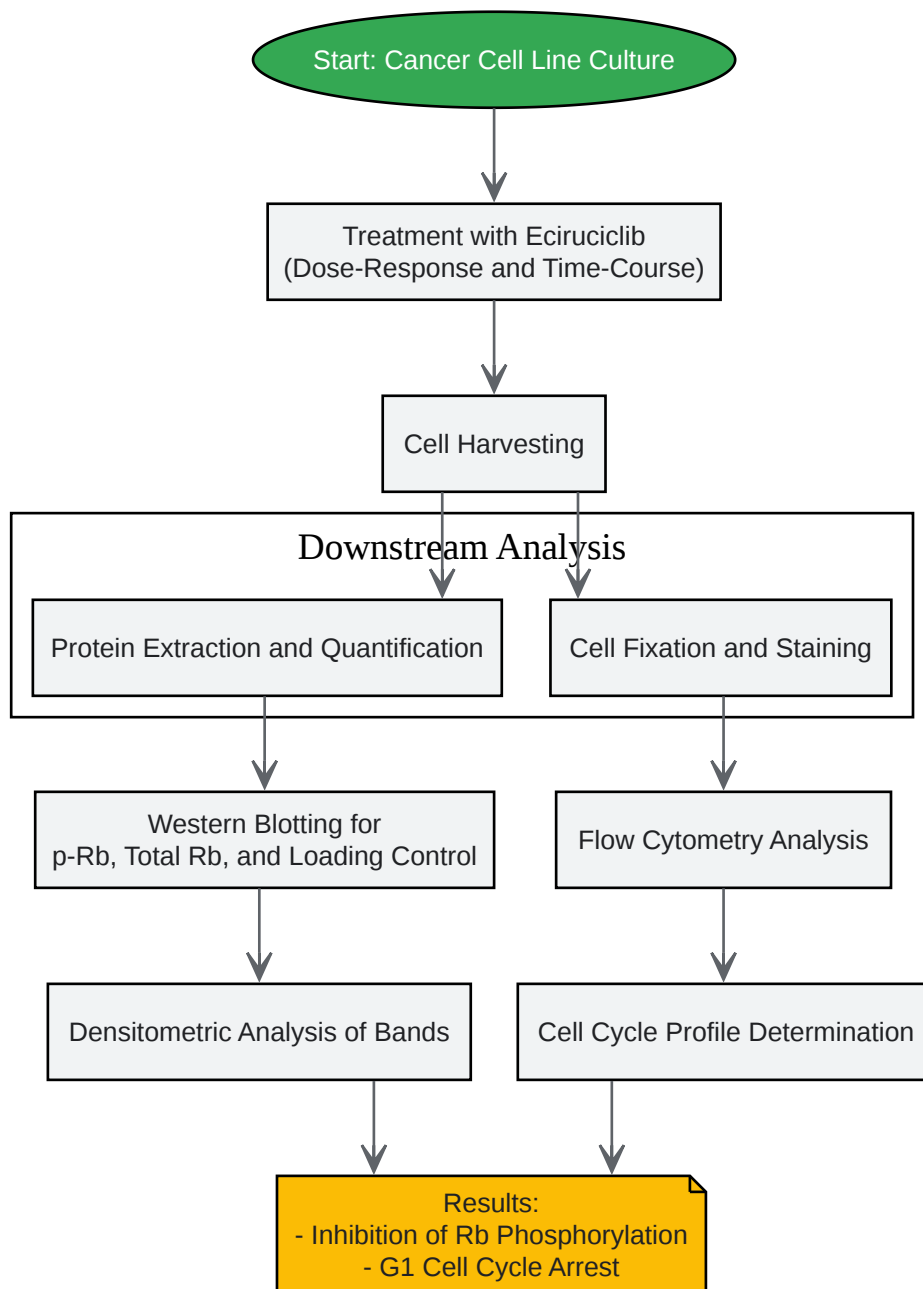 Start: Cancer Cell Line Culture
Treatment with Eciruciclib
(Dose-Response and Time-Course)
Cell Harvesting
Downstream Analysis
Protein Extraction and Quantification
Cell Fixation and Staining
Western Blotting for
p-Rb, Total Rb, and Loading Control
Flow Cytometry Analysis
Densitometric Analysis of Bands
Cell Cycle Profile Determination
Results:
- Inhibition of Rb Phosphorylation
- G1 Cell Cycle Arrest